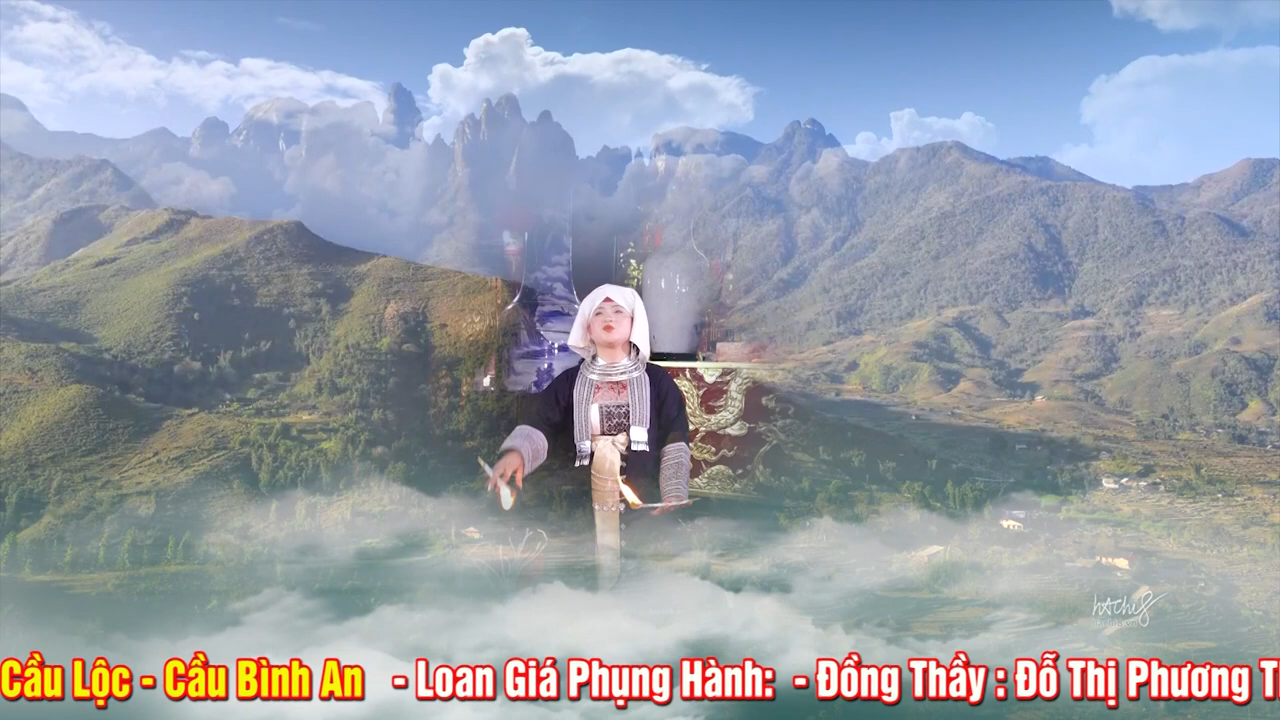 Cầu Lộc - Cầu Bình An - Loan Giá Phụng Hành: - Đồng Thầy : Đỗ Thị Phương